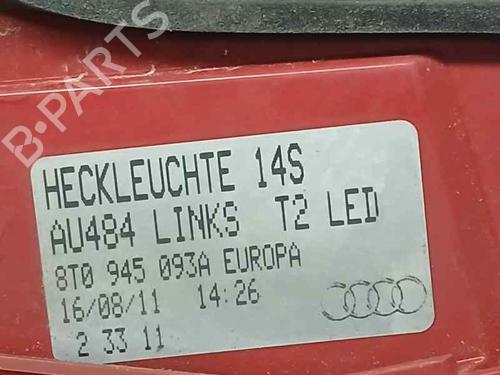 B-PARTS
HECKLEUCHTE 14S
AU484 LINKS T2 LED
8T0 945 093A EUROPA
16/08/11 14:26
2 33 11